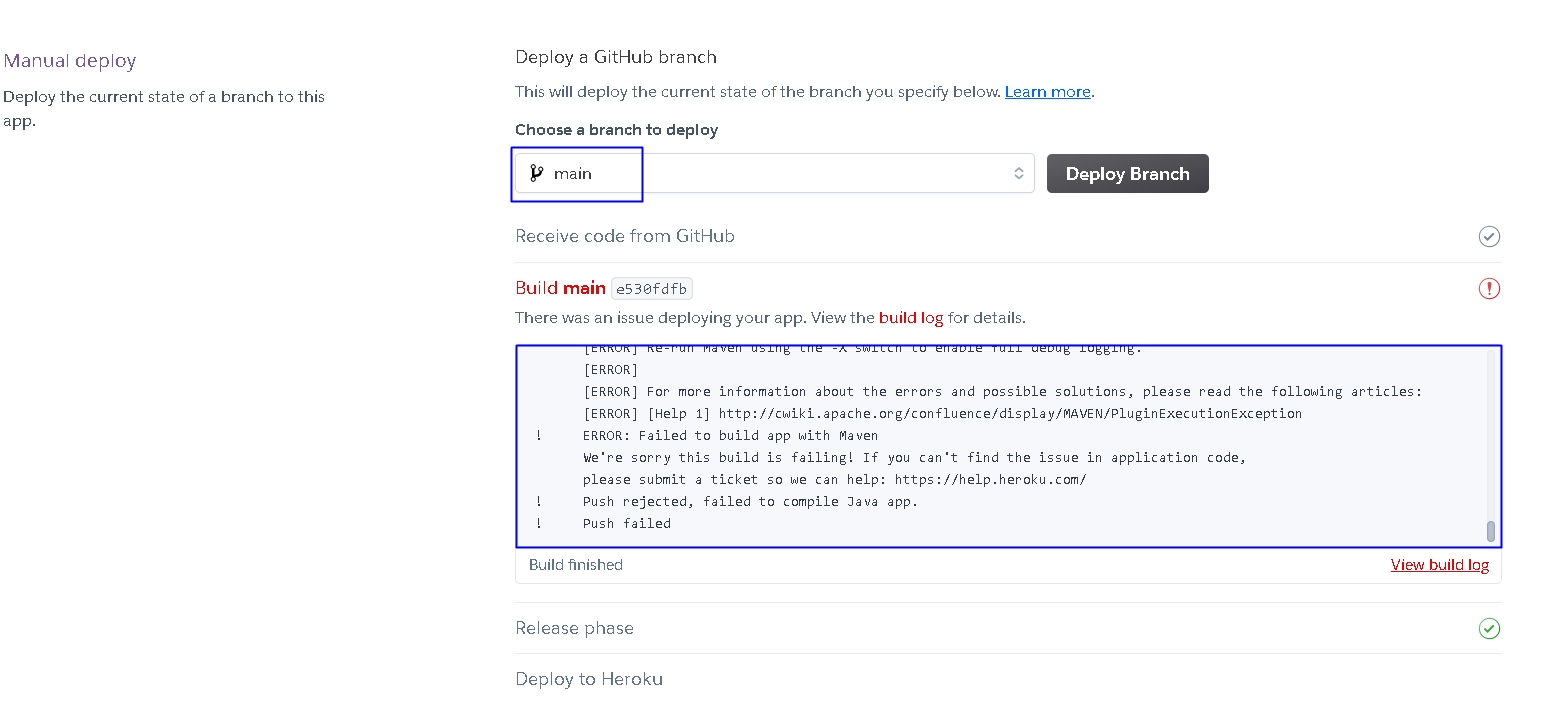 Manual deploy
Deploy the current state of a branch to this
app.
Deploy a GitHub branch
This will deploy the current state of the branch you specify below. Learn more.
Choose a branch to deploy
main
Deploy Branch
Receive code from GitHub
Build main e530fdfb
There was an issue deploying your app. View the build log for details.
[ERROR] Re-run Maven using the -X switch to enable full debug logging.
[ERROR]
[ERROR] For more information about the errors and possible solutions, please read the following articles:
[ERROR] [Help 1] http://cwiki.apache.org/confluence/display/MAVEN/PluginExecutionException
! ERROR: Failed to build app with Maven
We're sorry this build is failing! If you can't find the issue in application code,
please submit a ticket so we can help: https://help.heroku.com/
! Push rejected, failed to compile Java app.
! Push failed
Build finished
View build log
Release phase
Deploy to Heroku